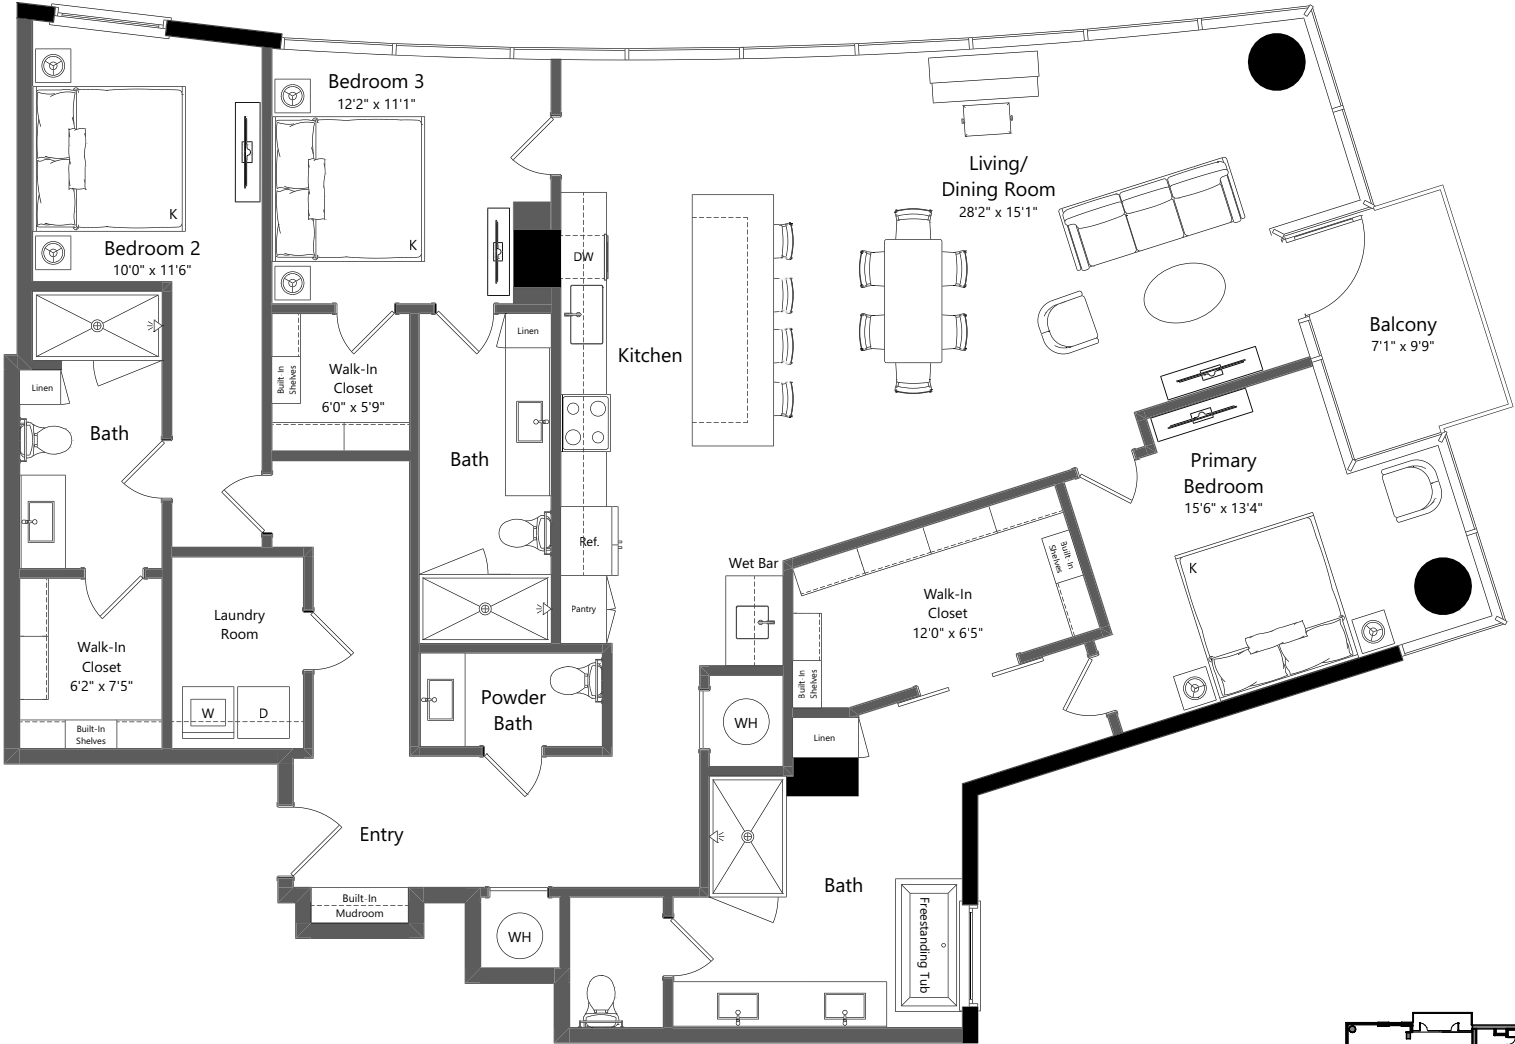 Bedroom 3
12'2" x 11'1"
K
Bedroom 2
10'0" x 11'6"
K
Living/
Dining Room
28'2" x 15'1"
DW
Kitchen
Balcony
7'1" x 9'9"
Linen
Built-In
Shelves
Walk-In
Closet
6'0" x 5'9"
Linen
Bath
Bath
Primary
Bedroom
15'6" x 13'4"
K
Ref.
Wet Bar
Built-In
Shelves
Pantry
Walk-In
Closet
12'0" x 6'5"
Laundry
Room
Walk-In
Closet
6'2" x 7'5"
Built-In
Shelves
Powder
Bath
W
D
WH
Built-In
Shelves
Linen
Entry
Bath
Built-In
Mudroom
WH
Freestanding Tub